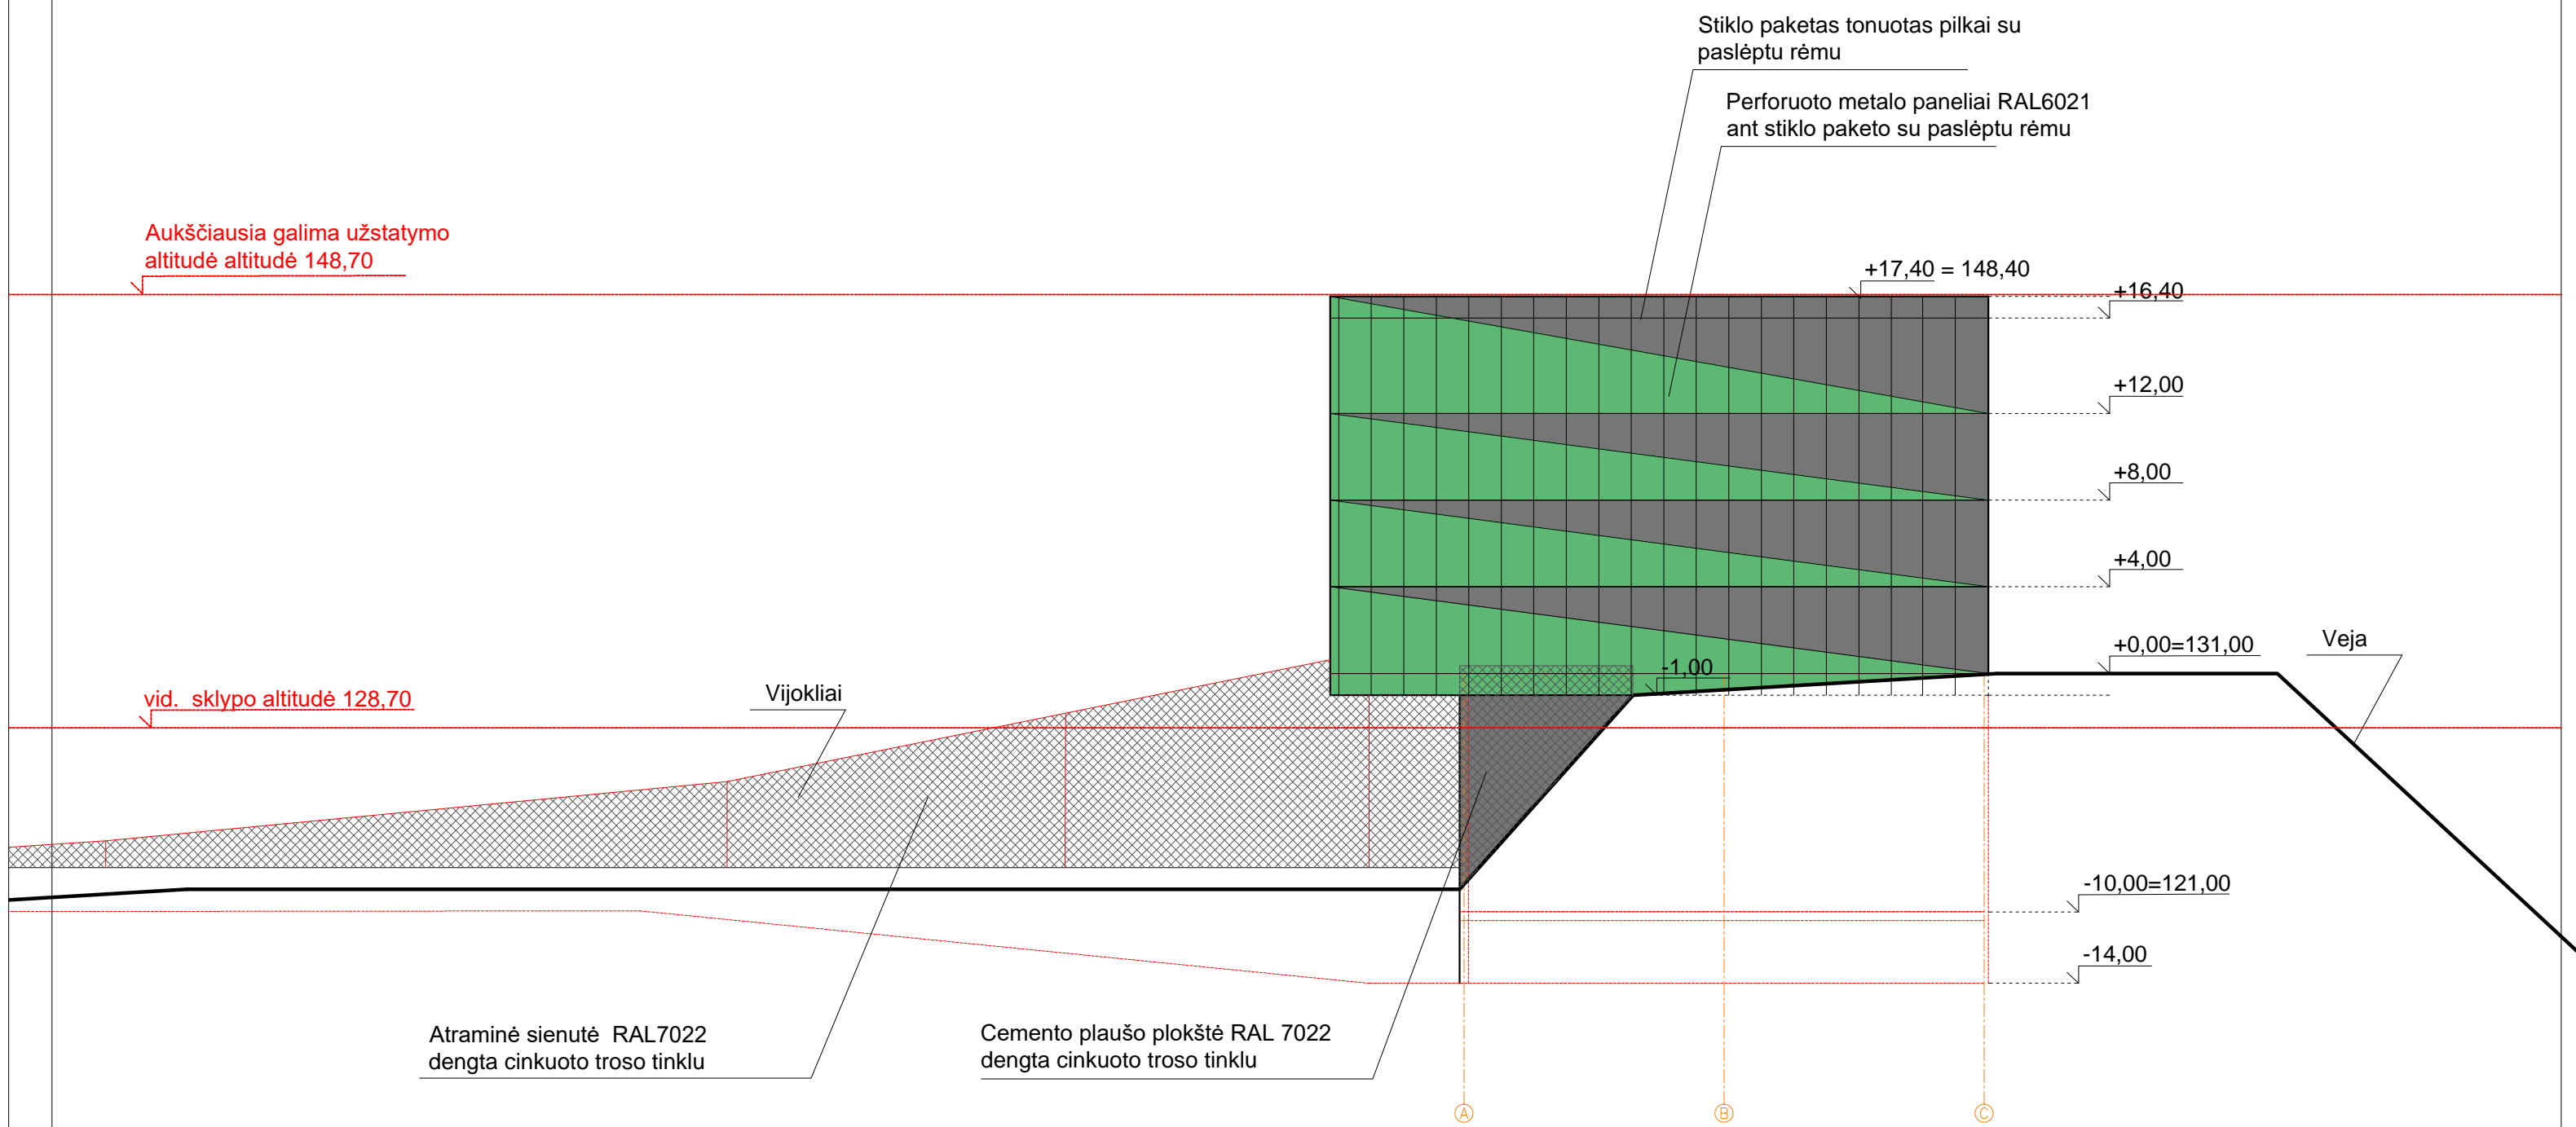 Stiklo paketas tonuotas pilkai su
paslėptu rėmu
Perforuoto metalo paneliai RAL6021
ant stiklo paketo su paslėptu rėmu
Aukščiausia galima užstatymo
altitudė altitudė 148,70
+17,40 = 148,40
+16,40
+12,00
+8,00
+4,00
+0,00=131,00
Veja
-1,00
vid. sklypo altitudė 128,70
Vijokliai
-10,00=121,00
-14,00
Atraminė sienutė RAL7022
dengta cinkuoto troso tinklu
Cemento plaušo plokštė RAL 7022
dengta cinkuoto troso tinklu
A
B
C